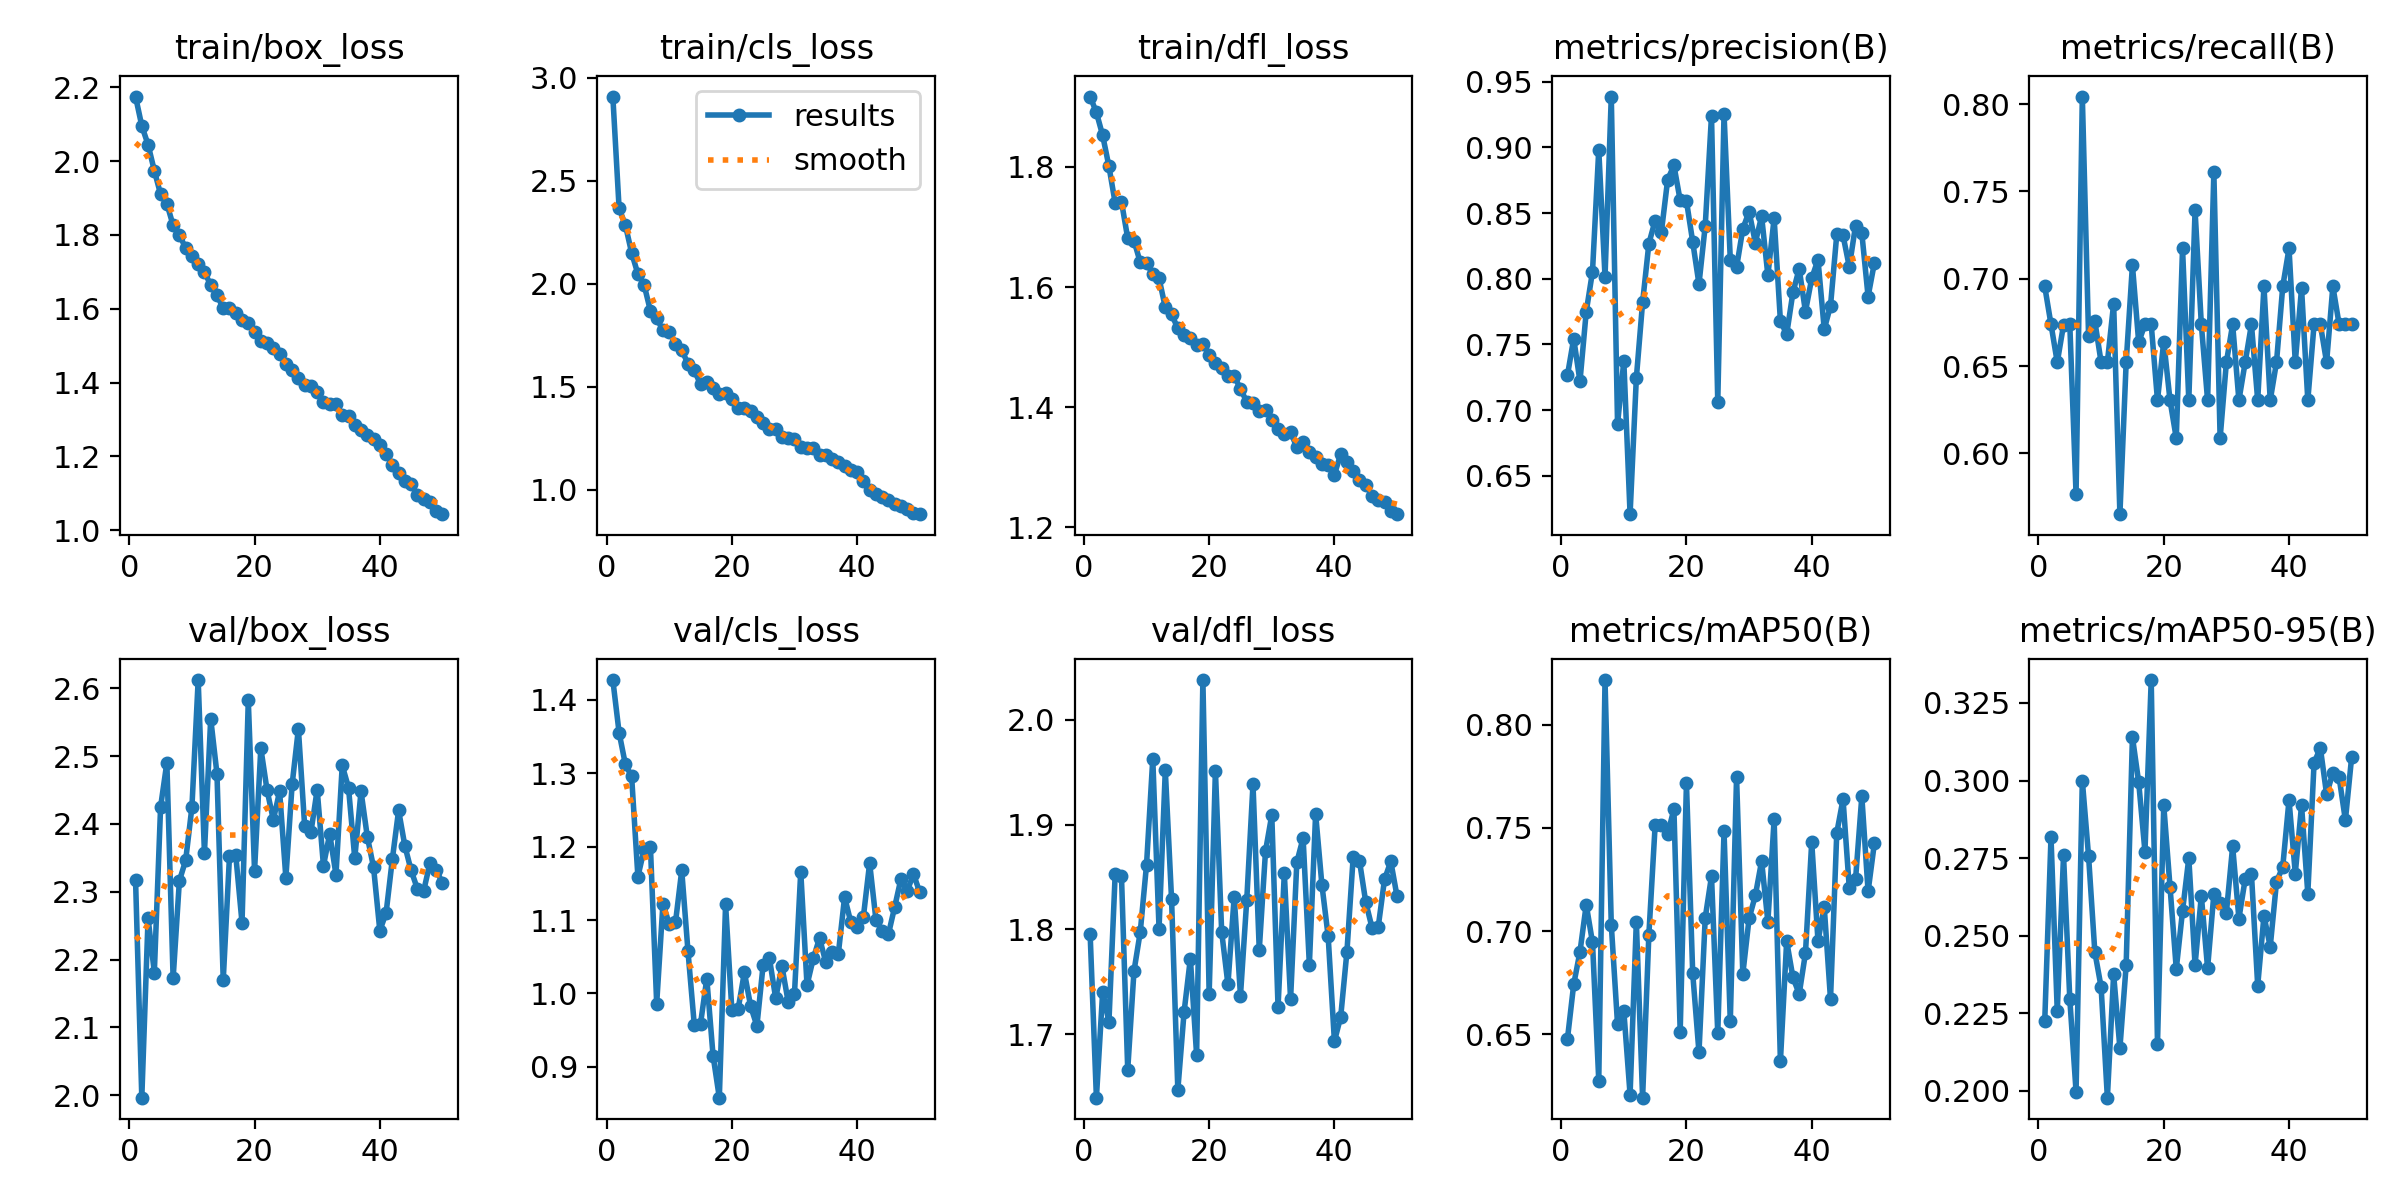 train/box_loss
train/cls_loss
train/dfl_loss
metrics/precision(B)
metrics/recall(B)
2.2
2.0
1.8
1.6
1.4
1.2
1.0
0 20 40
3.0
2.5
2.0
1.5
1.0
results
smooth
0 20 40
1.8
1.6
1.4
1.2
0 20 40
0.95
0.90
0.85
0.80
0.75
0.70
0.65
0 20 40
0.80
0.75
0.70
0.65
0.60
0 20 40
val/box_loss
val/cls_loss
val/dfl_loss
metrics/mAP50(B)
metrics/mAP50-95(B)
2.6
2.5
2.4
2.3
2.2
2.1
2.0
0 20 40
1.4
1.3
1.2
1.1
1.0
0.9
0 20 40
2.0
1.9
1.8
1.7
0 20 40
0.80
0.75
0.70
0.65
0 20 40
0.325
0.300
0.275
0.250
0.225
0.200
0 20 40